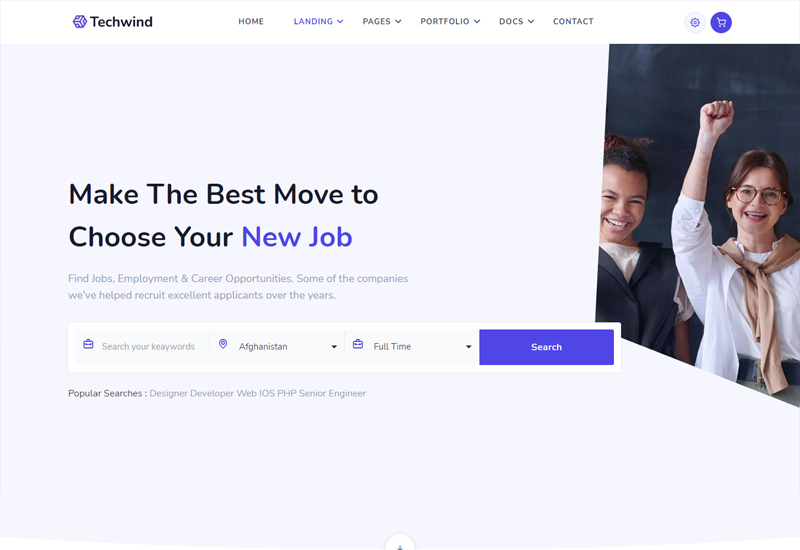 Techwind
HOME LANDING PAGES PORTFOLIO DOCS CONTACT
Make The Best Move to
Choose Your New Job
Find Jobs, Employment & Career Opportunities. Some of the companies
we've helped recruit excellent applicants over the years.
Search your keaywords Afghanistan Full Time Search
Popular Searches : Designer Developer Web IOS PHP Senior Engineer